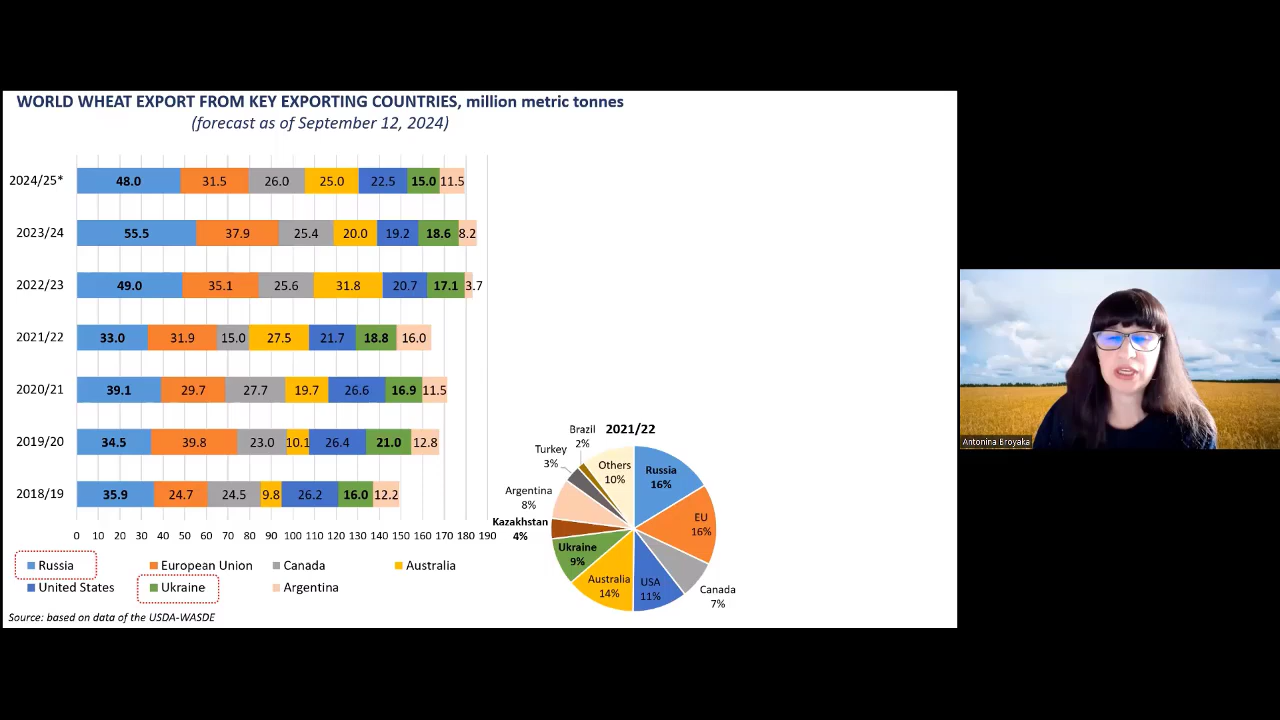 WORLD WHEAT EXPORT FROM KEY EXPORTING COUNTRIES, million metric tonnes
(forecast as of September 12, 2024)
2024/25* 48.0 31.5 26.0 25.0 22.5 15.0 11.5
2023/24 55.5 37.9 25.4 20.0 19.2 18.6 8.2
2022/23 49.0 35.1 25.6 31.8 20.7 17.1 3.7
2021/22 33.0 31.9 15.0 27.5 21.7 18.8 16.0
2020/21 39.1 29.7 27.7 19.7 26.6 16.9 11.5
2019/20 34.5 39.8 23.0 10.1 26.4 21.0 12.8
2018/19 35.9 24.7 24.5 9.8 26.2 16.0 12.2
0 10 20 30 40 50 60 70 80 90 100 110 120 130 140 150 160 170 180 190
Russia European Union Canada Australia
United States Ukraine Argentina
Source: based on data of the USDA-WASDE
2021/22
Russia
16%
EU
16%
Canada
7%
USA
11%
Australia
14%
Ukraine
9%
Kazakhstan
4%
Argentina
8%
Turkey
3%
Brazil
2%
Others
10%
Antonina Broyaka